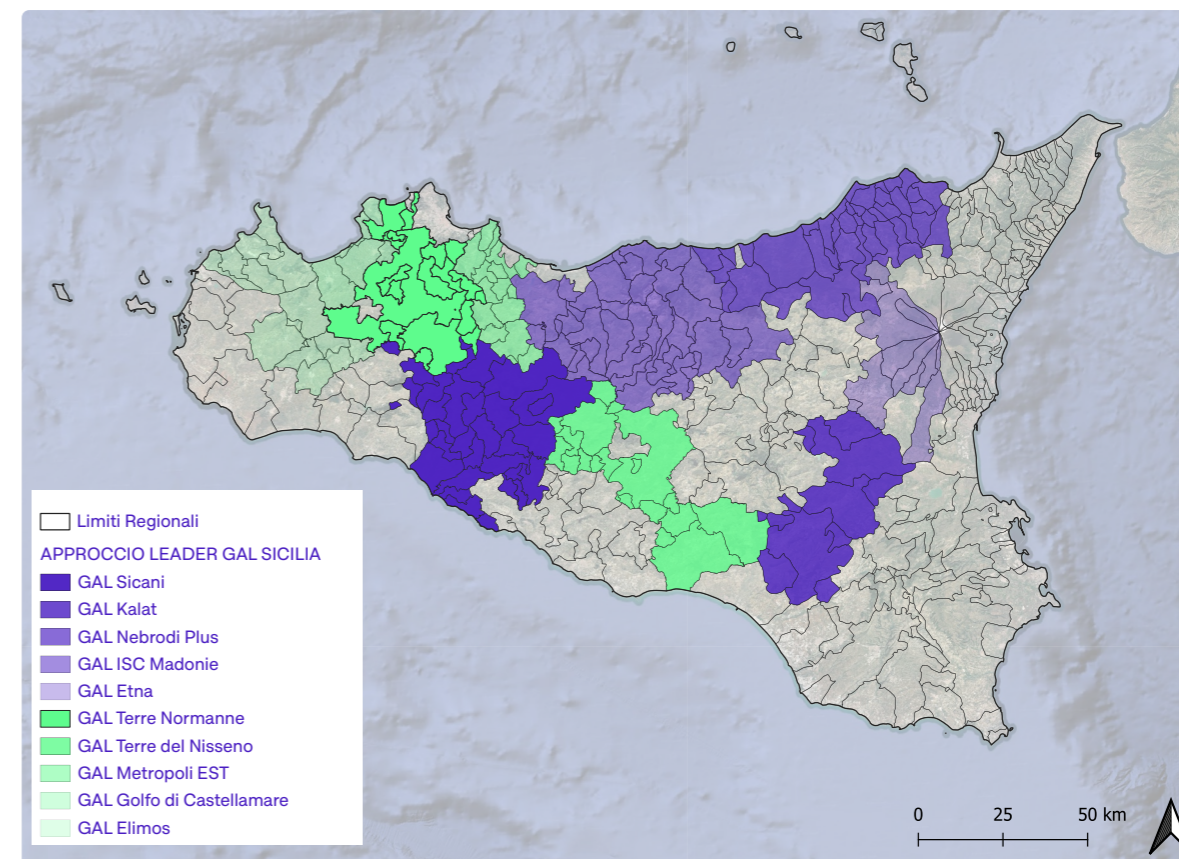 Limiti Regionali
APPROCCIO LEADER GAL SICILIA
GAL Sicani
GAL Kalat
GAL Nebrodi Plus
GAL ISC Madonie
GAL Etna
GAL Terre Normanne
GAL Terre del Nisseno
GAL Metropoli EST
GAL Golfo di Castellamare
GAL Elimos
0 25 50 km